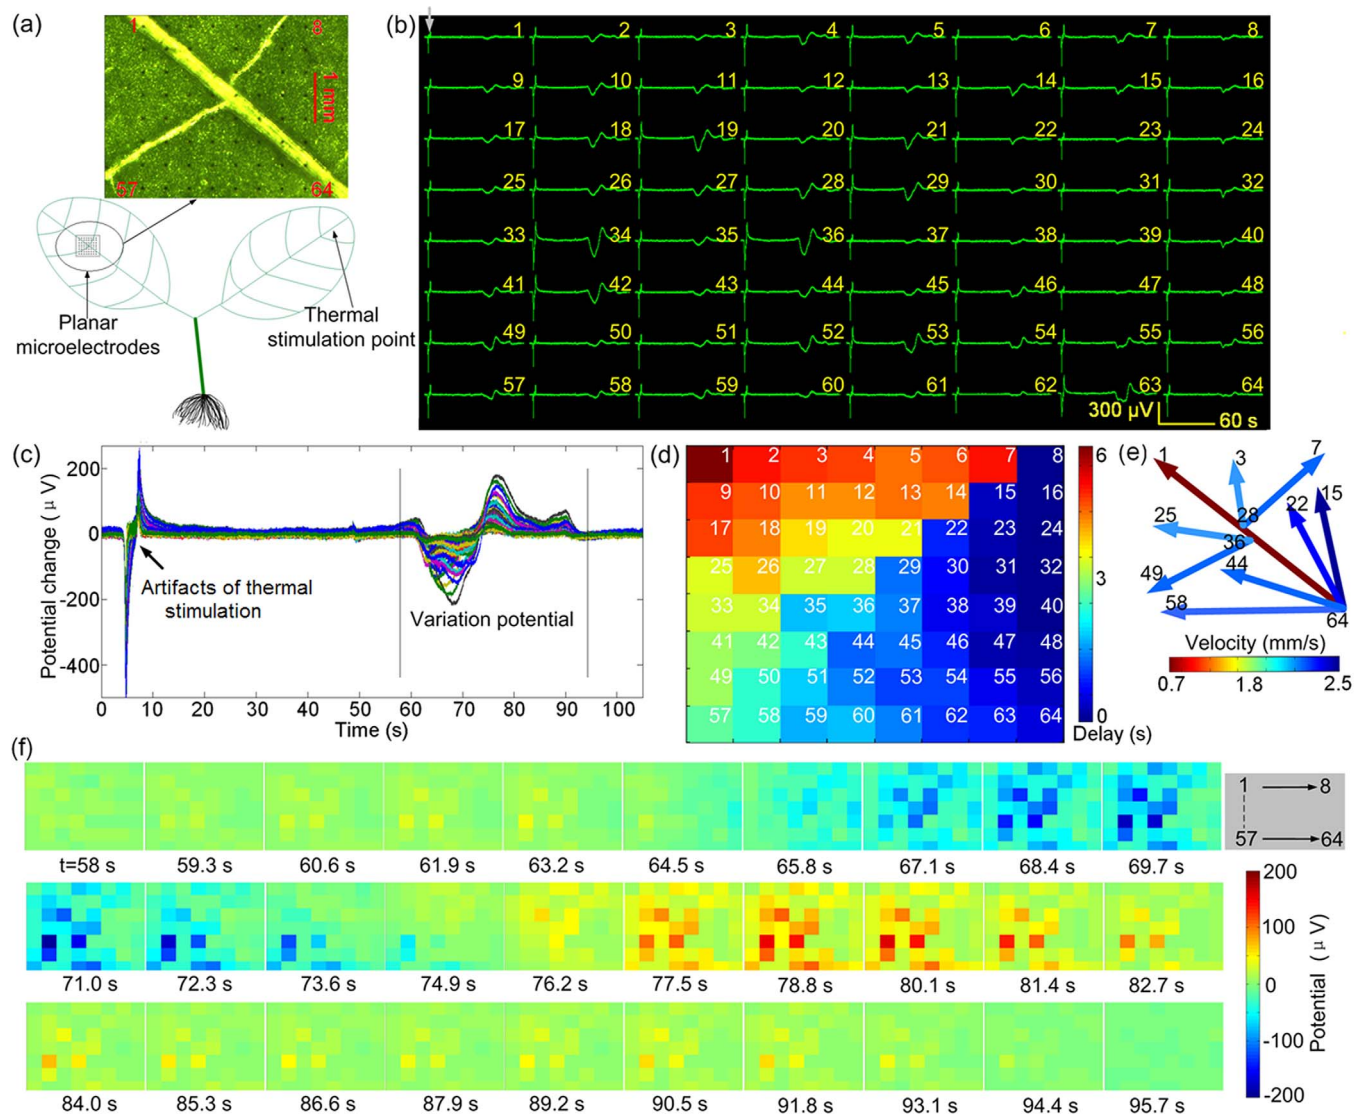 (a)
1 8
1 mm
57 64
Planar
microelectrodes
Thermal
stimulation point
(b)
1 2 3 4 5 6 7 8
9 10 11 12 13 14 15 16
17 18 19 20 21 22 23 24
25 26 27 28 29 30 31 32
33 34 35 36 37 38 39 40
41 42 43 44 45 46 47 48
49 50 51 52 53 54 55 56
57 58 59 60 61 62 63 64
300 µV 60 s
(c)
Potential change ( µ V)
200
0
-200
-400
Artifacts of thermal
stimulation
Variation potential
0 10 20 30 40 50 60 70 80 90 100
Time (s)
(d)
1 2 3 4 5 6 7 8
9 10 11 12 13 14 15 16
17 18 19 20 21 22 23 24
25 26 27 28 29 30 31 32
33 34 35 36 37 38 39 40
41 42 43 44 45 46 47 48
49 50 51 52 53 54 55 56
57 58 59 60 61 62 63 64
6
3
0
Delay (s)
(e)
1 3 7
22 15
25 28
36
49 44
58 64
Velocity (mm/s)
0.7 1.8 2.5
(f)
t=58 s 59.3 s 60.6 s 61.9 s 63.2 s 64.5 s 65.8 s 67.1 s 68.4 s 69.7 s
1 8
57 64
71.0 s 72.3 s 73.6 s 74.9 s 76.2 s 77.5 s 78.8 s 80.1 s 81.4 s 82.7 s
84.0 s 85.3 s 86.6 s 87.9 s 89.2 s 90.5 s 91.8 s 93.1 s 94.4 s 95.7 s
200
100
0
-100
-200
Potential ( µ V)